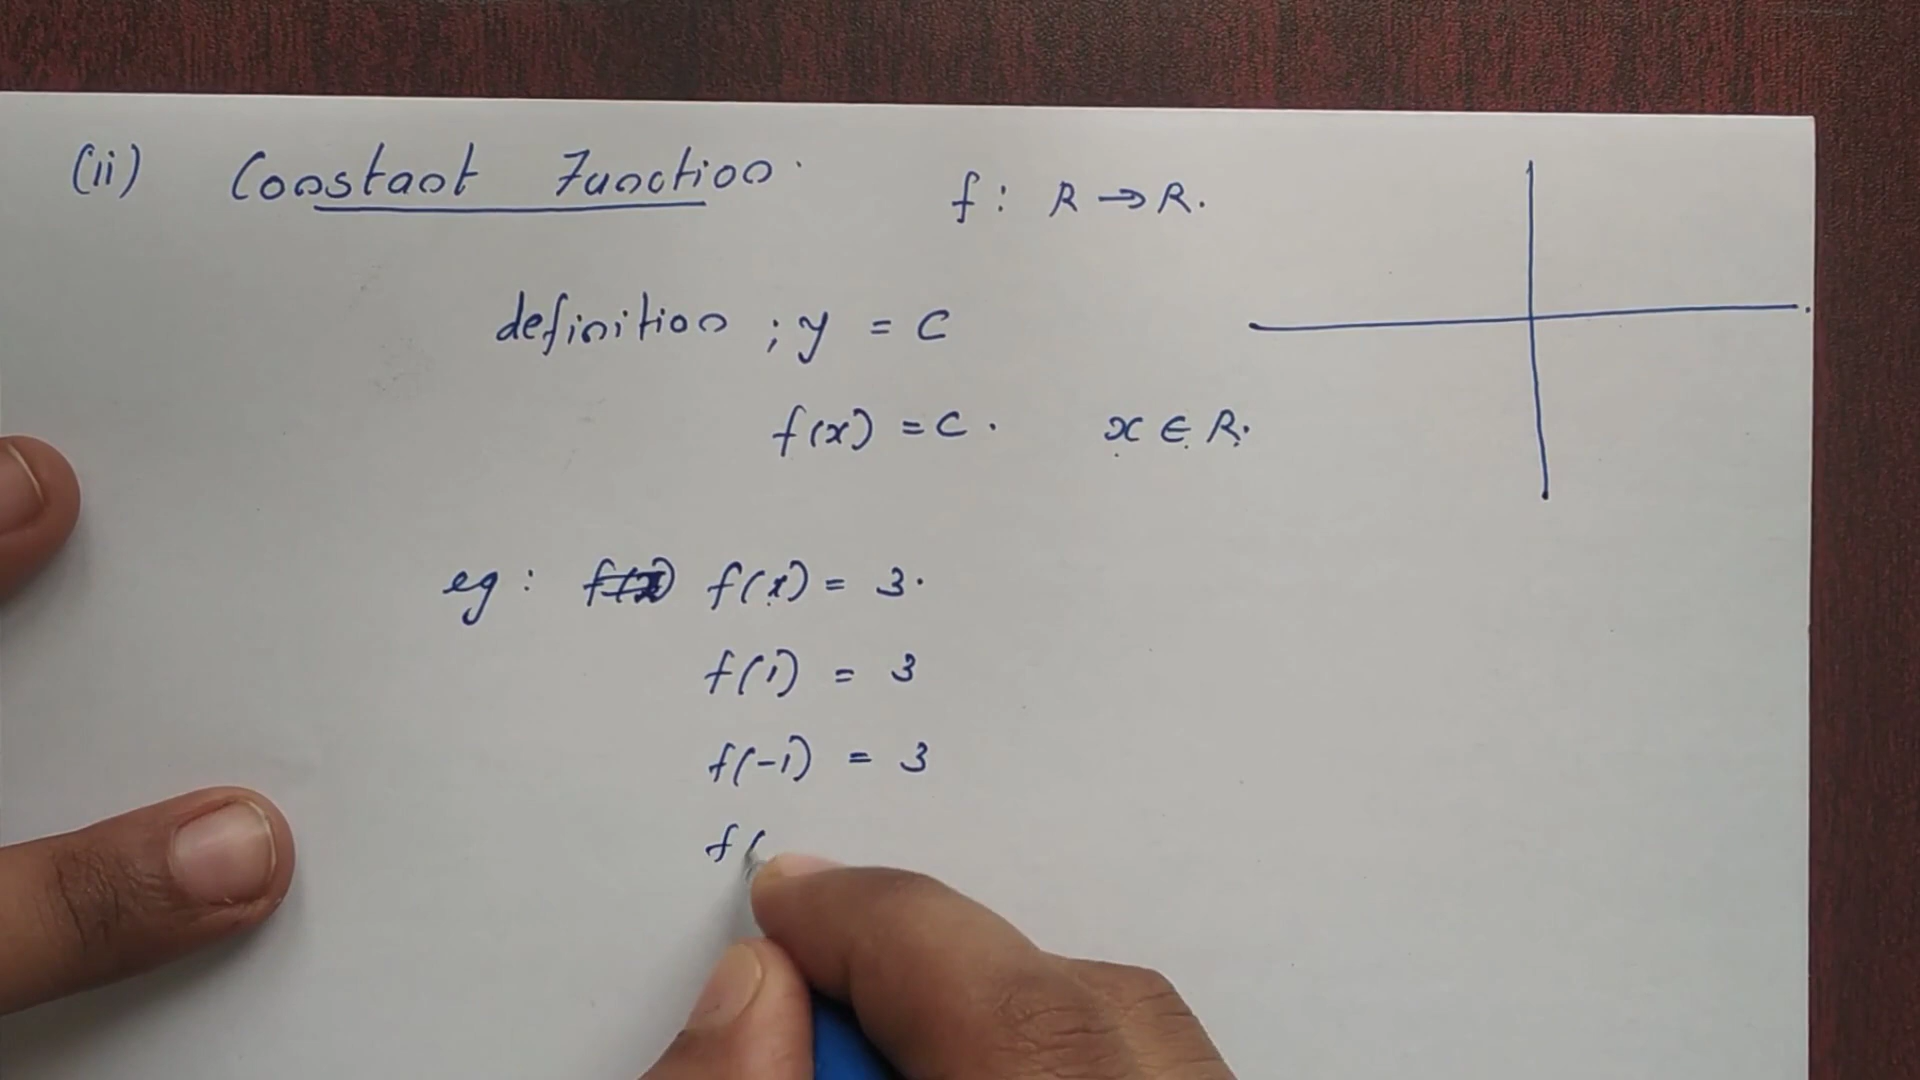 (ii) Constant Function.
f: R → R.
definition ; y = c
f(x) = c. x ∈ R.
eg : f(x) f(x) = 3.
f(1) = 3
f(-1) = 3
f(